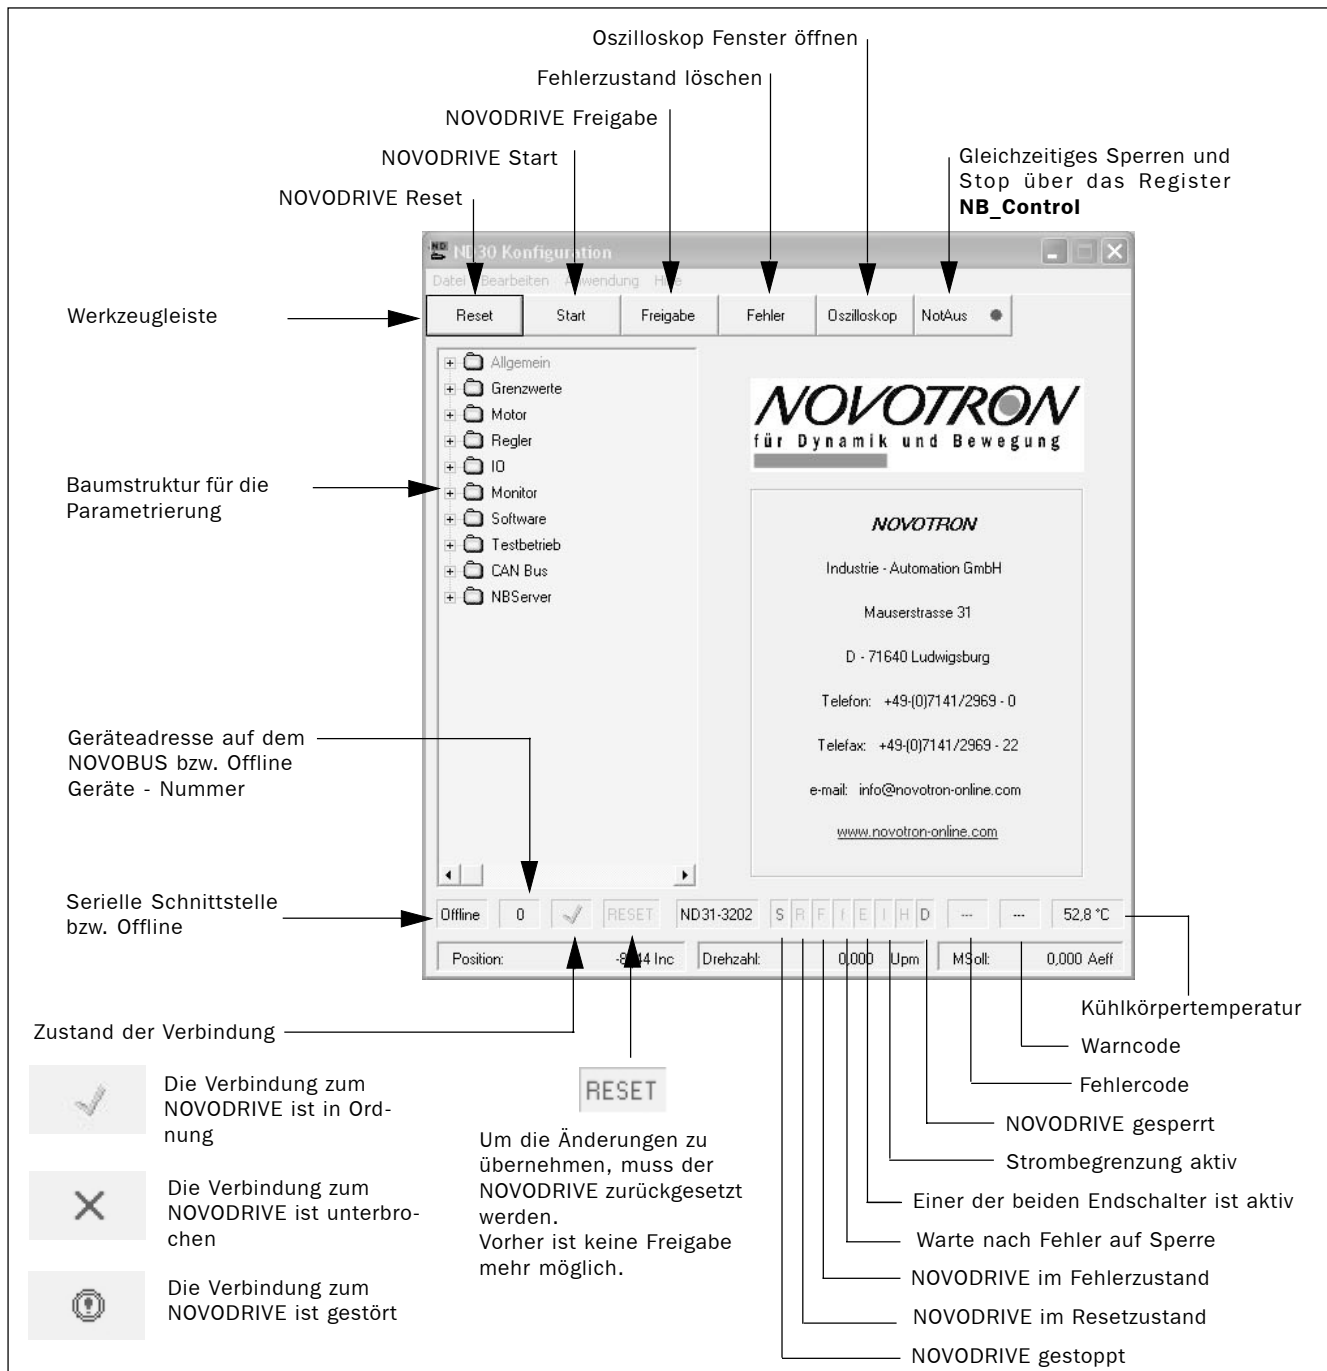 Oszilloskop Fenster öffnen
Fehlerzustand löschen
NOVODRIVE Freigabe
NOVODRIVE Start
NOVODRIVE Reset
Gleichzeitiges Sperren und
Stop über das Register
NB_Control
ND30 Konfiguration
Datei Bearbeiten Anwendung Hilfe
Werkzeugleiste
Reset Start Freigabe Fehler Oszilloskop NotAus
Allgemein
Grenzwerte
Motor
Regler
IO
Monitor
Software
Testbetrieb
CAN Bus
NBServer
Baumstruktur für die
Parametrierung
NOVOTRON
für Dynamik und Bewegung
NOVOTRON
Industrie - Automation GmbH
Mauserstrasse 31
D - 71640 Ludwigsburg
Telefon: +49-(0)7141/2969 - 0
Telefax: +49-(0)7141/2969 - 22
e-mail: info@novotron-online.com
www.novotron-online.com
Geräteadresse auf dem
NOVOBUS bzw. Offline
Geräte - Nummer
Serielle Schnittstelle
bzw. Offline
Offline 0 RESET ND31-3202 S R F f E I H D --- --- 52,8 °C
Position: Inc Drehzahl: 0,000 Upm MSoll: 0,000 Aeff
Zustand der Verbindung
Die Verbindung zum
NOVODRIVE ist in Ord-
nung
Die Verbindung zum
NOVODRIVE ist unterbro-
chen
Die Verbindung zum
NOVODRIVE ist gestört
RESET
Um die Änderungen zu
übernehmen, muss der
NOVODRIVE zurückgesetzt
werden.
Vorher ist keine Freigabe
mehr möglich.
Kühlkörpertemperatur
Warncode
Fehlercode
NOVODRIVE gesperrt
Strombegrenzung aktiv
Einer der beiden Endschalter ist aktiv
Warte nach Fehler auf Sperre
NOVODRIVE im Fehlerzustand
NOVODRIVE im Resetzustand
NOVODRIVE gestoppt